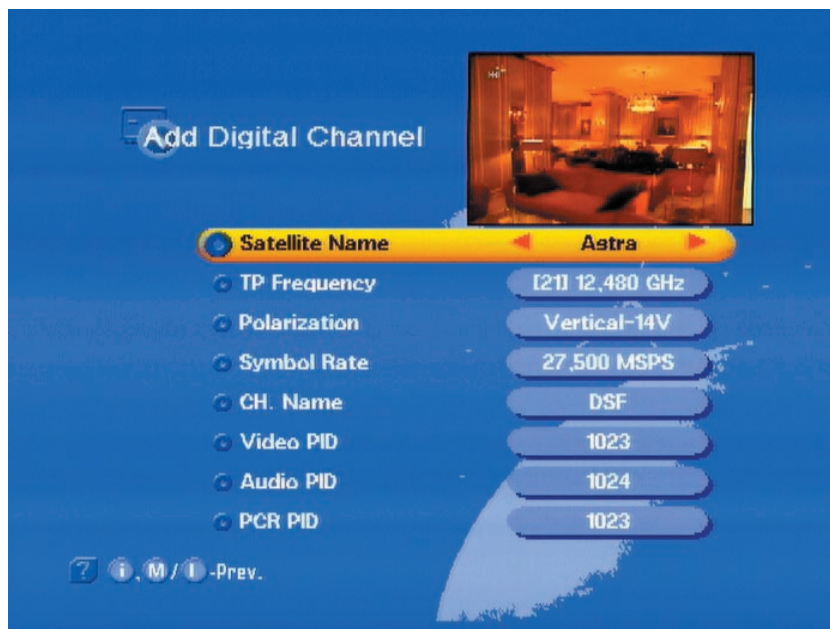 Add Digital Channel
Satellite Name Astra
TP Frequency [21] 12,480 GHz
Polarization Vertical-14V
Symbol Rate 27,500 MSPS
CH. Name DSF
Video PID 1023
Audio PID 1024
PCR PID 1023
? i, M / I -Prev.